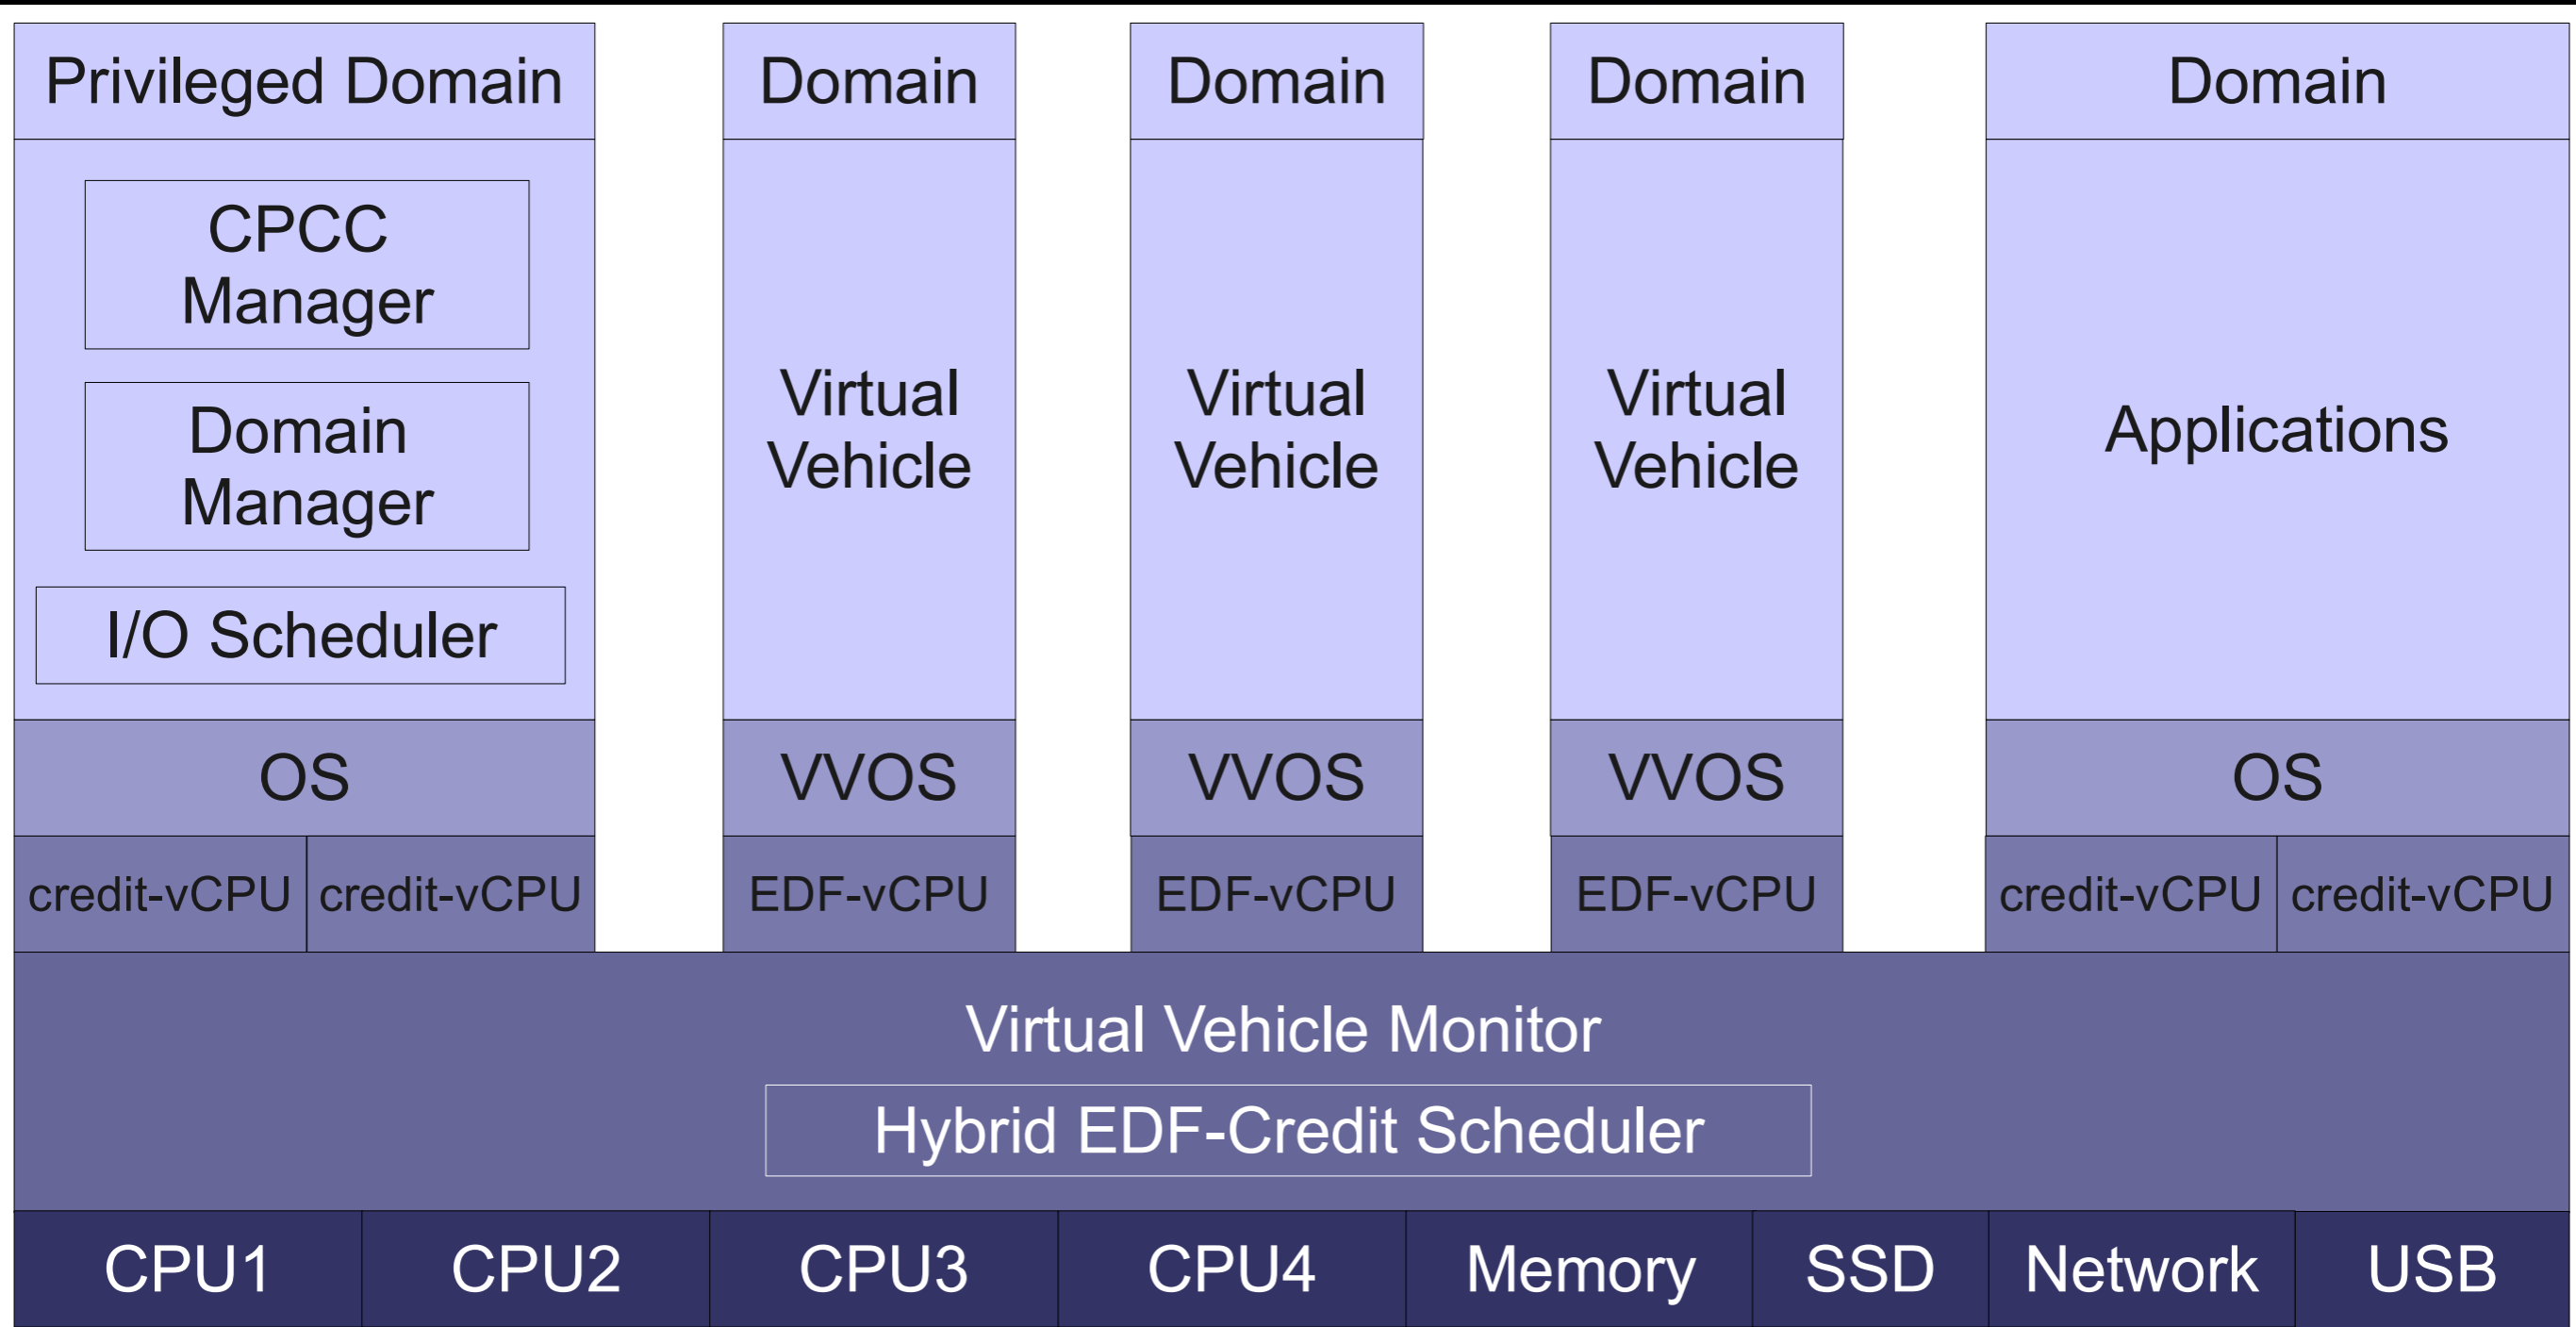 Privileged Domain
CPCC
Manager
Domain
Manager
I/O Scheduler
OS
credit-vCPU credit-vCPU
Domain
Virtual
Vehicle
VVOS
EDF-vCPU
Domain
Virtual
Vehicle
VVOS
EDF-vCPU
Domain
Virtual
Vehicle
VVOS
EDF-vCPU
Domain
Applications
OS
credit-vCPU credit-vCPU
Virtual Vehicle Monitor
Hybrid EDF-Credit Scheduler
CPU1 CPU2 CPU3 CPU4 Memory SSD Network USB